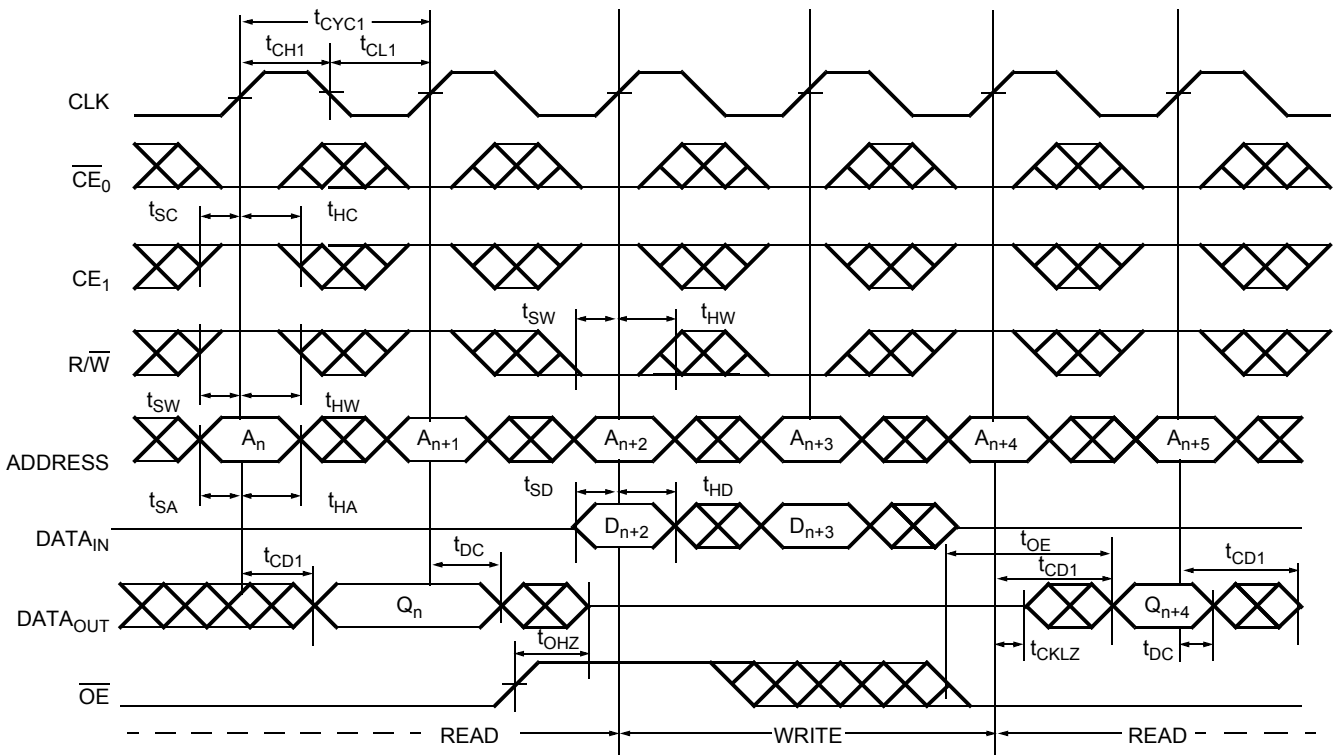 tCYC1
tCH1 tCL1
CLK
CE0
tSC tHC
CE1
tSW tHW
R/W
tSW tHW
An An+1 An+2 An+3 An+4 An+5
ADDRESS
tSA tHA tSD tHD
Dn+2 Dn+3
DATAIN
tOE
tCD1 tDC tCD1 tCD1
Qn Qn+4
DATAOUT
tOHZ tCKLZ tDC
OE
READ WRITE READ